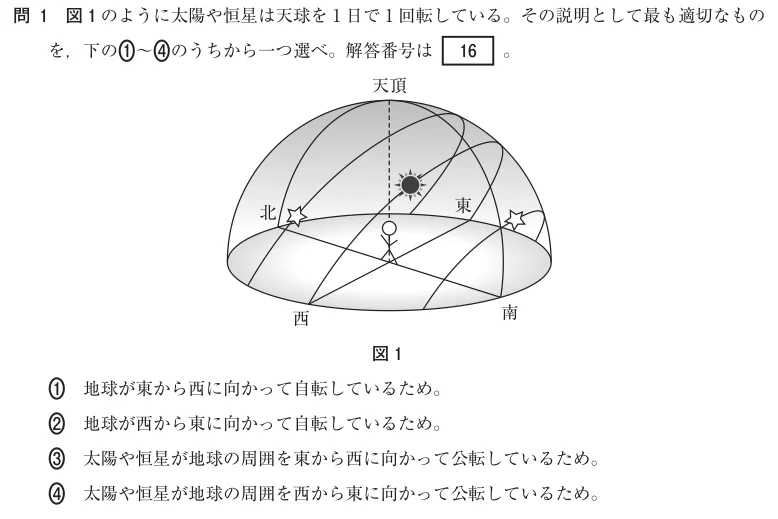 問 1 図1のように太陽や恒星は天球を1日で1回転している。その説明として最も適切なもの
を，下の①〜④のうちから一つ選べ。解答番号は 16 。
天頂
北
東
西
南
図1
① 地球が東から西に向かって自転しているため。
② 地球が西から東に向かって自転しているため。
③ 太陽や恒星が地球の周囲を東から西に向かって公転しているため。
④ 太陽や恒星が地球の周囲を西から東に向かって公転しているため。